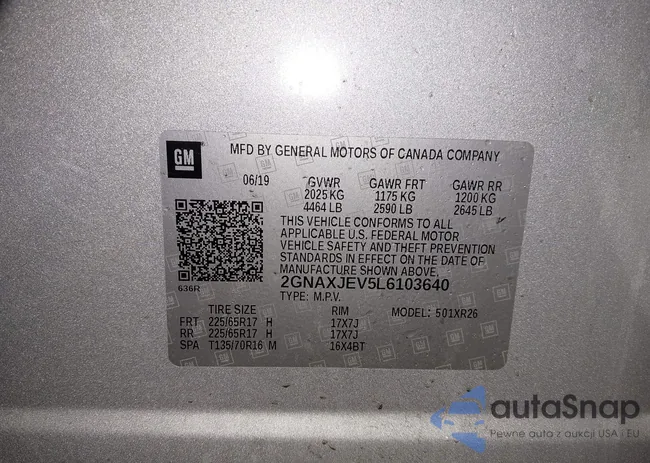 GM
MFD BY GENERAL MOTORS OF CANADA COMPANY
06/19 GVWR GAWR FRT GAWR RR
2025 KG 1175 KG 1200 KG
4464 LB 2590 LB 2645 LB
THIS VEHICLE CONFORMS TO ALL
APPLICABLE U.S. FEDERAL MOTOR
VEHICLE SAFETY AND THEFT PREVENTION
STANDARDS IN EFFECT ON THE DATE OF
MANUFACTURE SHOWN ABOVE.
636R
2GNAXJEV5L6103640
TYPE: M.P.V. MODEL: 501XR26
TIRE SIZE RIM
FRT 225/65R17 H 17X7J
RR 225/65R17 H 17X7J
SPA T135/70R16 M 16X4BT
autaSnap
Pewne auta z aukcji USA i EU